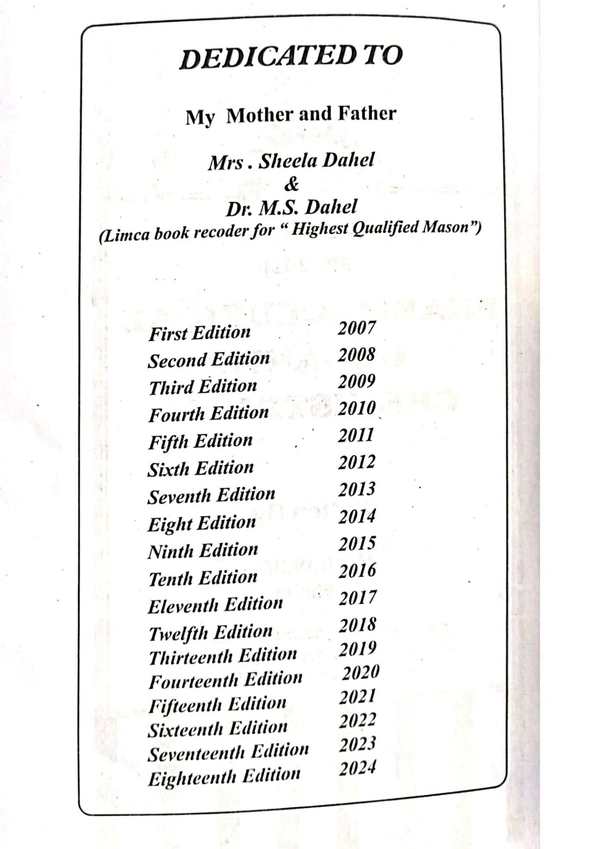 DEDICATED TO
My Mother and Father
Mrs . Sheela Dahel
&
Dr. M.S. Dahel
(Limca book recoder for “ Highest Qualified Mason”)
First Edition 2007
Second Edition 2008
Third Edition 2009
Fourth Edition 2010
Fifth Edition 2011
Sixth Edition 2012
Seventh Edition 2013
Eight Edition 2014
Ninth Edition 2015
Tenth Edition 2016
Eleventh Edition 2017
Twelfth Edition 2018
Thirteenth Edition 2019
Fourteenth Edition 2020
Fifteenth Edition 2021
Sixteenth Edition 2022
Seventeenth Edition 2023
Eighteenth Edition 2024